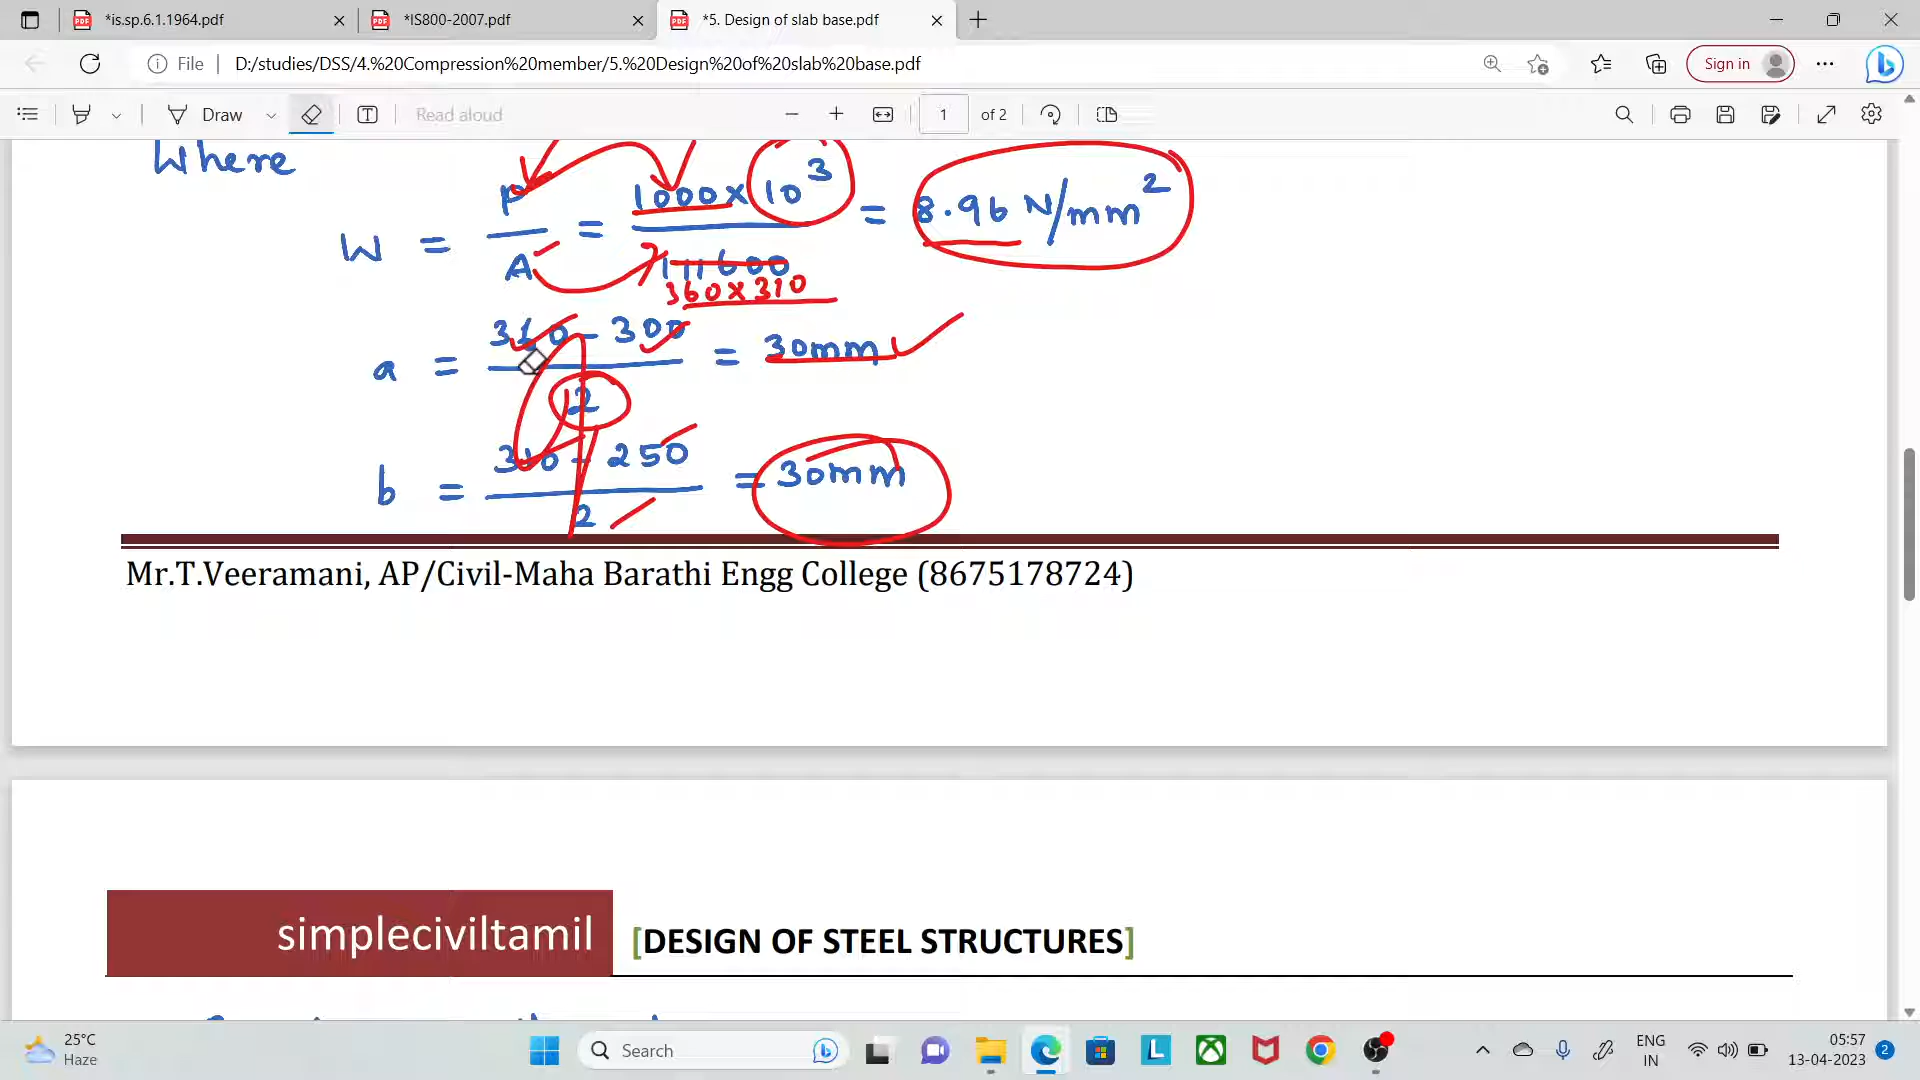 *is.sp.6.1.1964.pdf
*IS800-2007.pdf
*5. Design of slab base.pdf
File
D:/studies/DSS/4.%20Compression%20member/5.%20Design%20of%20slab%20base.pdf
Sign in
Draw
Read aloud
1 of 2
Where
W = P / A = 1000 x 10^3 / 111600 = 8.96 N/mm^2
360x310
a = 310 - 300 / 2 = 30mm
b = 310 - 250 / 2 = 30mm
Mr.T.Veeramani, AP/Civil-Maha Barathi Engg College (8675178724)
simpleciviltamil [DESIGN OF STEEL STRUCTURES]
25°C
Haze
Search
ENG
IN
05:57
13-04-2023
2